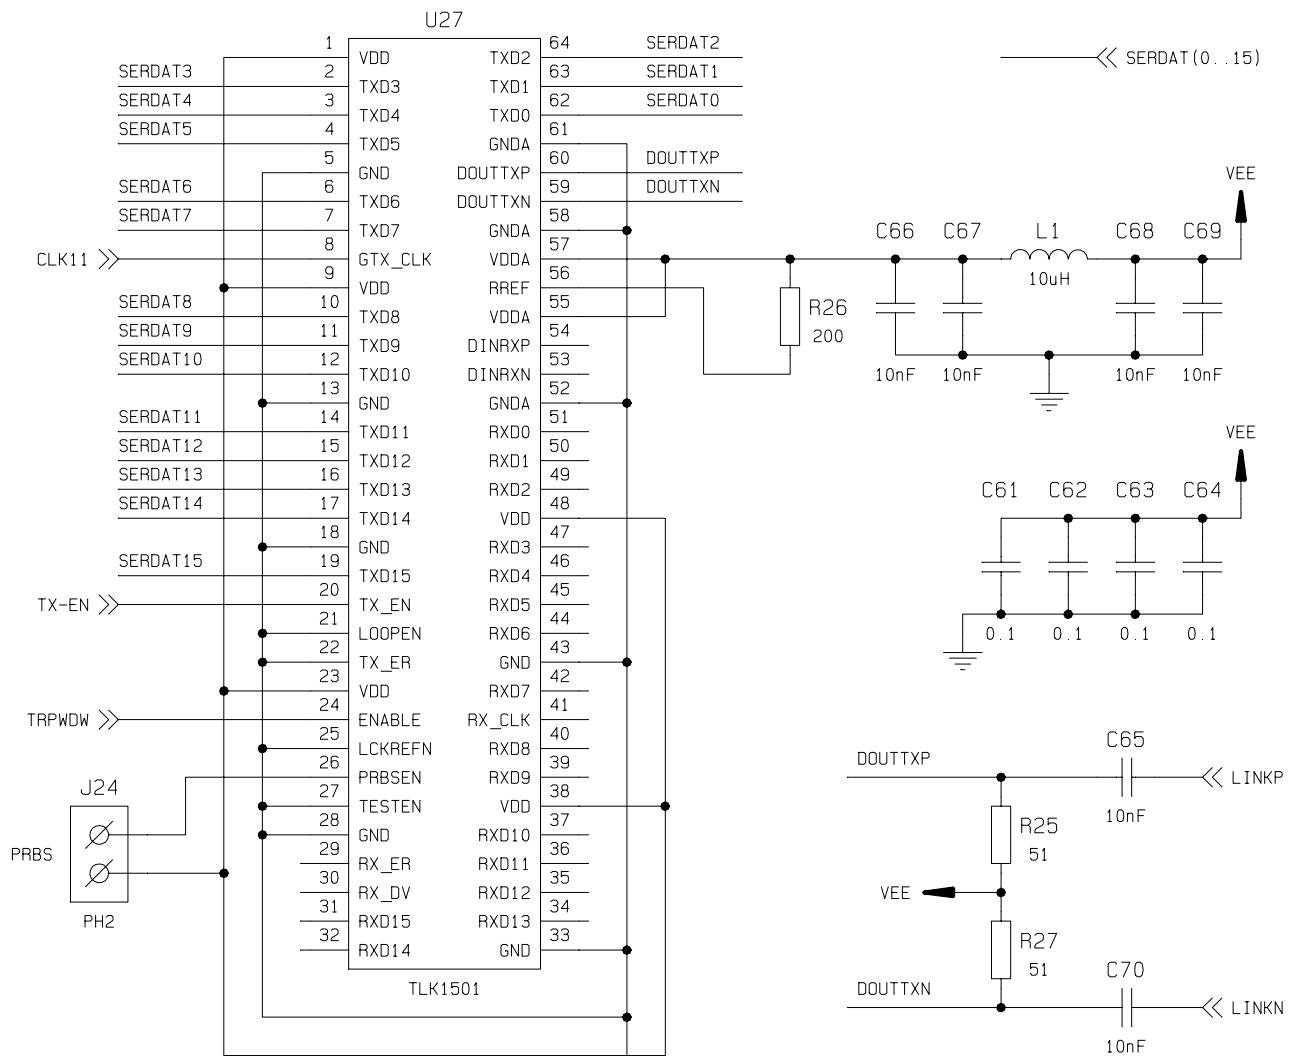 U27
1 VDD TXD2 64 SERDAT2
SERDAT(0..15)
SERDAT3 2 TXD3 TXD1 63 SERDAT1
SERDAT4 3 TXD4 TXD0 62 SERDAT0
SERDAT5 4 TXD5 GNDA 61
5 GND DOUTTXP 60 DOUTTXP
SERDAT6 6 TXD6 DOUTTXN 59 DOUTTXN
SERDAT7 7 TXD7 GNDA 58
CLK11 8 GTX_CLK VDDA 57
9 VDD RREF 56
SERDAT8 10 TXD8 VDDA 55
SERDAT9 11 TXD9 DINRXP 54
SERDAT10 12 TXD10 DINRXN 53
13 GND GNDA 52
SERDAT11 14 TXD11 RXD0 51
SERDAT12 15 TXD12 RXD1 50
SERDAT13 16 TXD13 RXD2 49
SERDAT14 17 TXD14 VDD 48
18 GND RXD3 47
SERDAT15 19 TXD15 RXD4 46
TX-EN 20 TX_EN RXD5 45
21 LOOPEN RXD6 44
22 TX_ER GND 43
23 VDD RXD7 42
TRPWDW 24 ENABLE RX_CLK 41
25 LCKREFN RXD8 40
26 PRBSEN RXD9 39
27 TESTEN VDD 38
28 GND RXD10 37
29 RX_ER RXD11 36
30 RX_DV RXD12 35
31 RXD15 RXD13 34
32 RXD14 GND 33
TLK1501
J24
PRBS
PH2
VEE
C66 C67 L1 C68 C69
10uH
R26
200
10nF 10nF 10nF 10nF
VEE
C61 C62 C63 C64
0.1 0.1 0.1 0.1
C65
DOUTTXP
LINKP
10nF
R25
51
VEE
R27
51
C70
DOUTTXN
LINKN
10nF